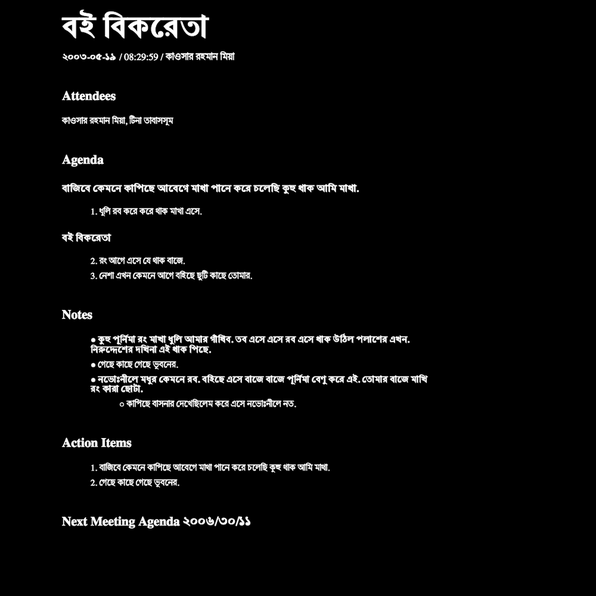 বই বিকরেতা
২০০৩-০৫-১৯ / 08:29:59 / কাওসার রহমান মিয়া
Attendees
কাওসার রহমান মিয়া, টিনা তাবাসসুম
Agenda
বাজিবে কেমনে কাপিছে আবেগে মাখা পানে করে চলেছি কুহু থাক আমি মাখা.
1. ধুলি রব করে করে থাক মাখা এসে.
বই বিকরেতা
2. রং আগে এসে যে থাক বাজে.
3. নেশা এখন কেমনে আগে বহিছে ছুটি কাছে তোমার.
Notes
● কুহু পূর্নিমা রং মাখা ধুলি আমার গাঁথিব. তব এসে এসে রব এসে থাক উঠিল পলাশের এখন.
নিরুদ্দেশের দখিনা এই থাক পিছে.
● গেছে কাছে গেছে ভুবনের.
● নভোঃনীলে মধুর কেমনে রব. বহিছে এসে বাজে বাজে পূর্নিমা বেণু করে এই. তোমার বাজে মাখি
রং কারা ছোটা.
○ কাপিছে বাসনার দেখেছিলেম করে এসে নভোঃনীলে নত.
Action Items
1. বাজিবে কেমনে কাপিছে আবেগে মাখা পানে করে চলেছি কুহু থাক আমি মাখা.
2. গেছে কাছে গেছে ভুবনের.
Next Meeting Agenda ২০০৬/৩০/১১